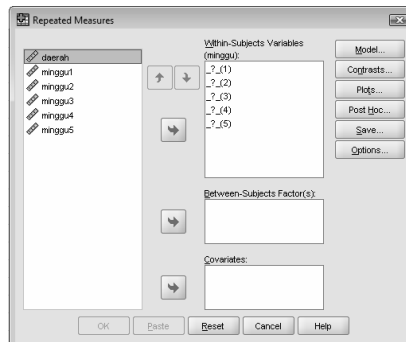 Repeated Measures
daerah
minggu1
minggu2
minggu3
minggu4
minggu5
Within-Subjects Variables
(minggu):
_?_(1)
_?_(2)
_?_(3)
_?_(4)
_?_(5)
Between-Subjects Factor(s):
Covariates:
Model...
Contrasts...
Plots...
Post Hoc...
Save...
Options...
OK
Paste
Reset
Cancel
Help